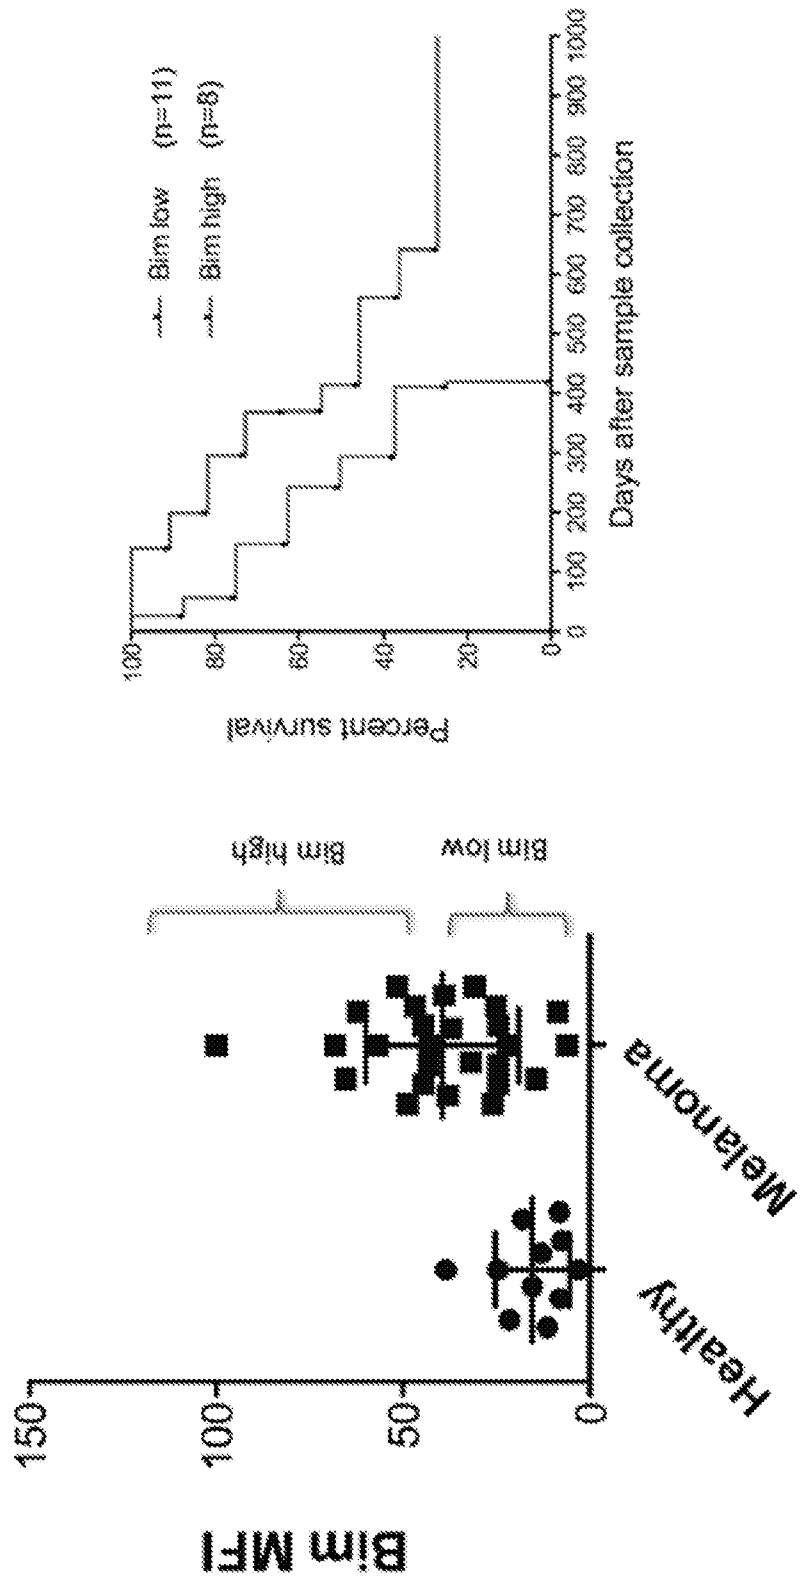 Bim MFI
150
100
50
0
Healthy
Melanoma
Bim high
Bim low
Percent survival
100
80
60
40
20
0
0 100 200 300 400 500 600 700 800 900 1000
Days after sample collection
Bim low (n=11)
Bim high (n=8)